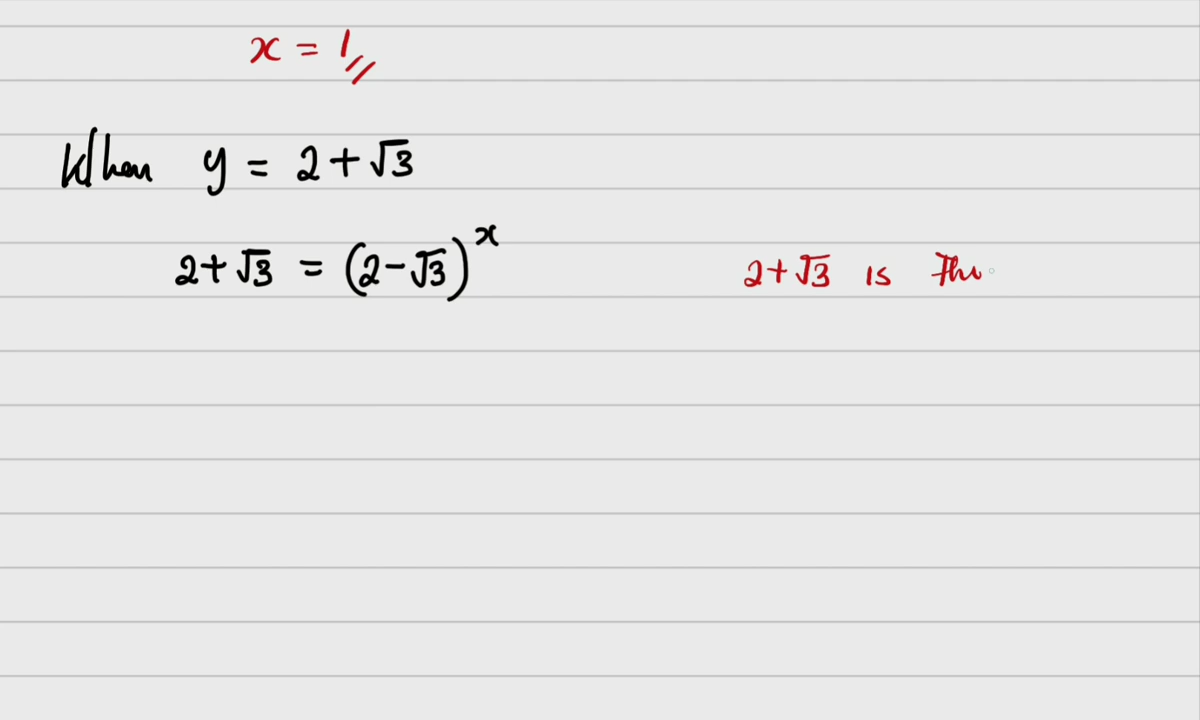 x = 1
When y = 2+√3
2+√3 = (2-√3)^x
2+√3 is the